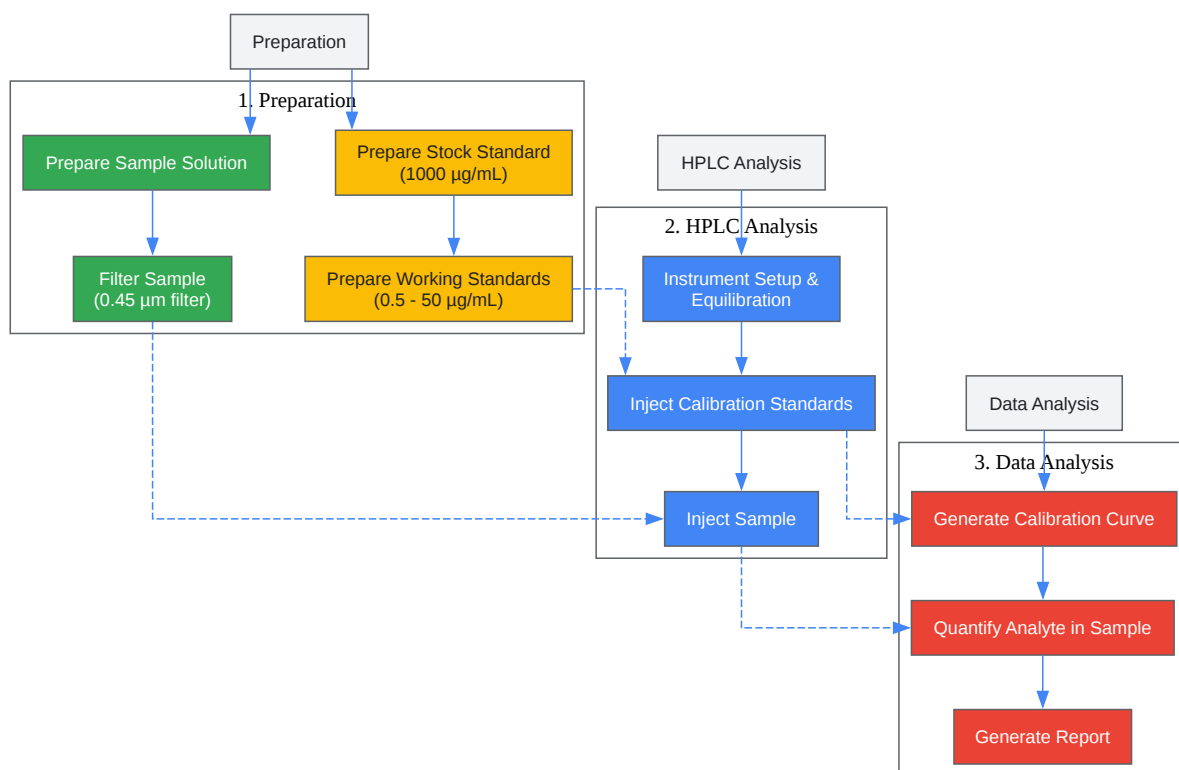 Preparation
1. Preparation
Prepare Sample Solution
Prepare Stock Standard
(1000 µg/mL)
Filter Sample
(0.45 µm filter)
Prepare Working Standards
(0.5 - 50 µg/mL)
HPLC Analysis
2. HPLC Analysis
Instrument Setup &
Equilibration
Inject Calibration Standards
Inject Sample
Data Analysis
3. Data Analysis
Generate Calibration Curve
Quantify Analyte in Sample
Generate Report